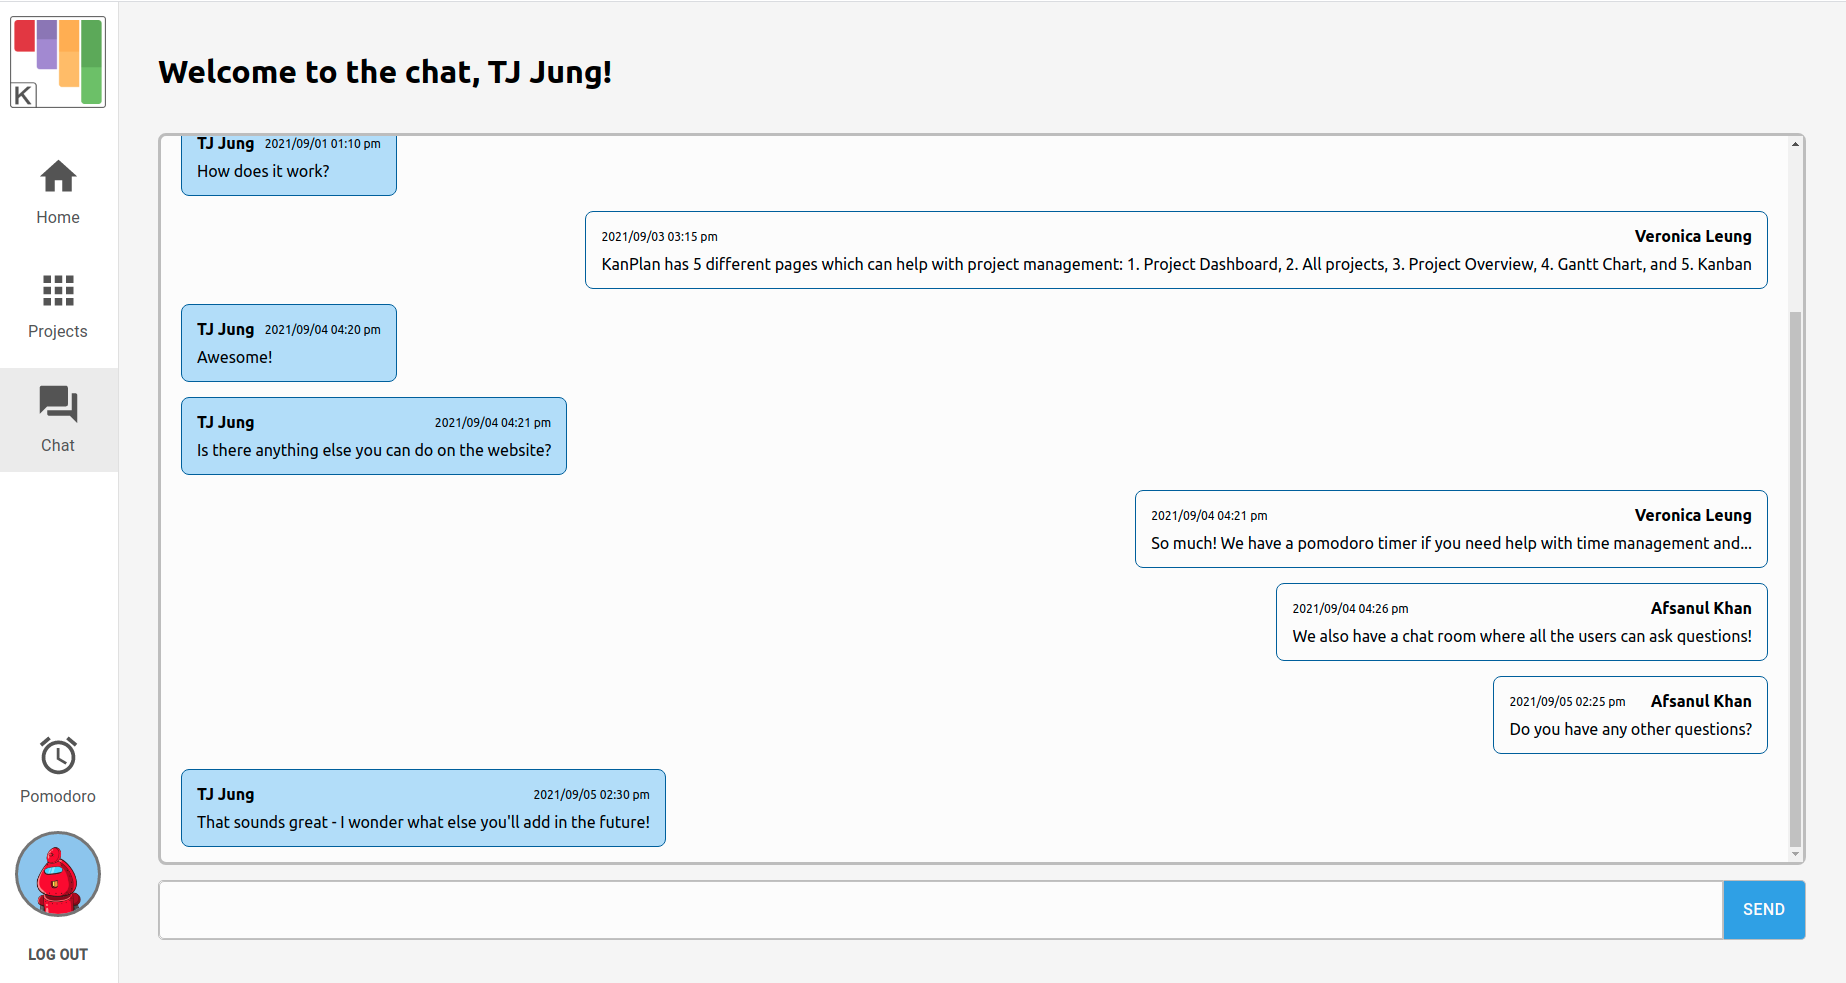 K
Home
Projects
Chat
Pomodoro
LOG OUT
Welcome to the chat, TJ Jung!
TJ Jung 2021/09/01 01:10 pm
How does it work?
2021/09/03 03:15 pm Veronica Leung
KanPlan has 5 different pages which can help with project management: 1. Project Dashboard, 2. All projects, 3. Project Overview, 4. Gantt Chart, and 5. Kanban
TJ Jung 2021/09/04 04:20 pm
Awesome!
TJ Jung 2021/09/04 04:21 pm
Is there anything else you can do on the website?
2021/09/04 04:21 pm Veronica Leung
So much! We have a pomodoro timer if you need help with time management and...
2021/09/04 04:26 pm Afsanul Khan
We also have a chat room where all the users can ask questions!
2021/09/05 02:25 pm Afsanul Khan
Do you have any other questions?
TJ Jung 2021/09/05 02:30 pm
That sounds great - I wonder what else you'll add in the future!
SEND